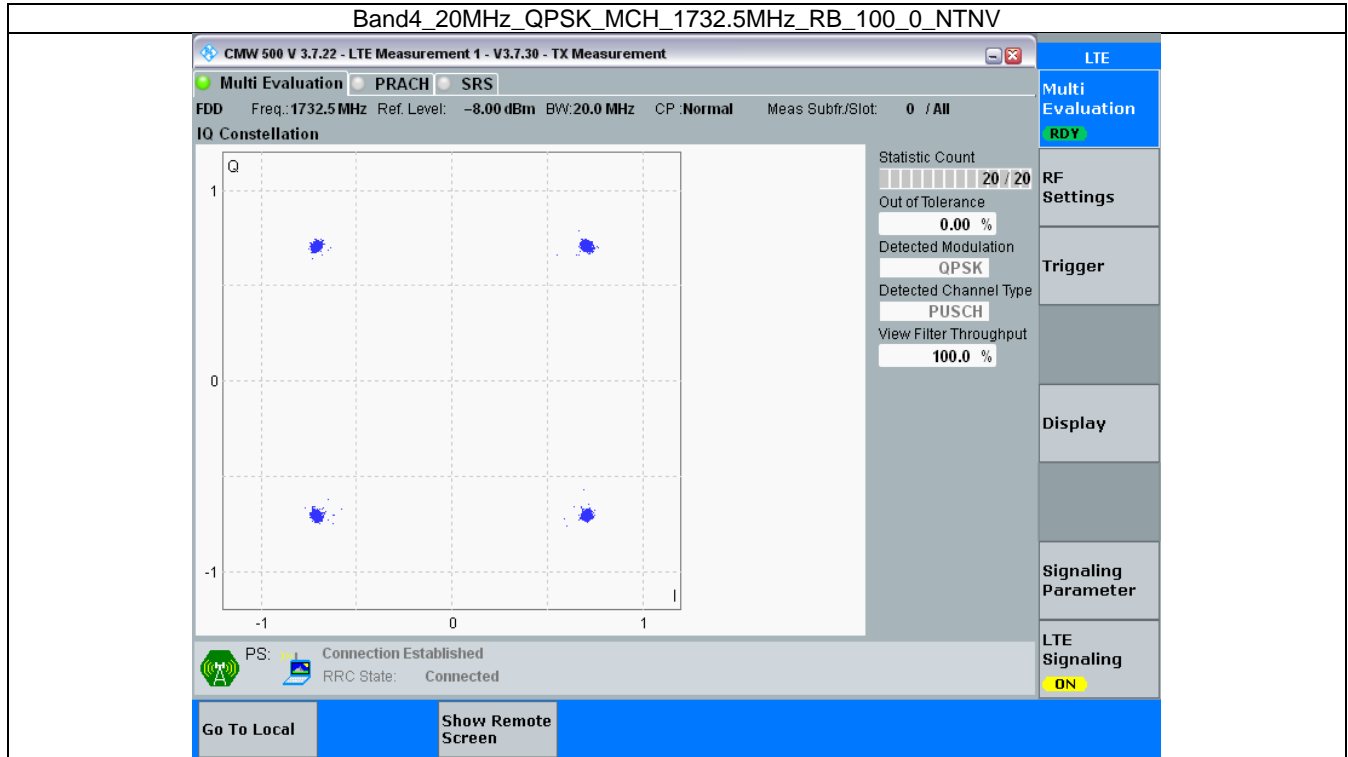 Band4_20MHz_QPSK_MCH_1732.5MHz_RB_100_0_NTNV
CMW 500 V 3.7.22 - LTE Measurement 1 - V3.7.30 - TX Measurement
LTE
Multi Evaluation PRACH SRS
Multi
Evaluation
RDY
FDD Freq.:1732.5 MHz Ref. Level: −8.00 dBm BW:20.0 MHz CP :Normal Meas Subfr./Slot: 0 / All
IQ Constellation
Q
1
0
-1
I
-1 0 1
Statistic Count
20 / 20
Out of Tolerance
0.00 %
Detected Modulation
QPSK
Detected Channel Type
PUSCH
View Filter Throughput
100.0 %
RF
Settings
Trigger
Display
Signaling
Parameter
LTE
Signaling
ON
PS: Connection Established
RRC State: Connected
Go To Local
Show Remote
Screen